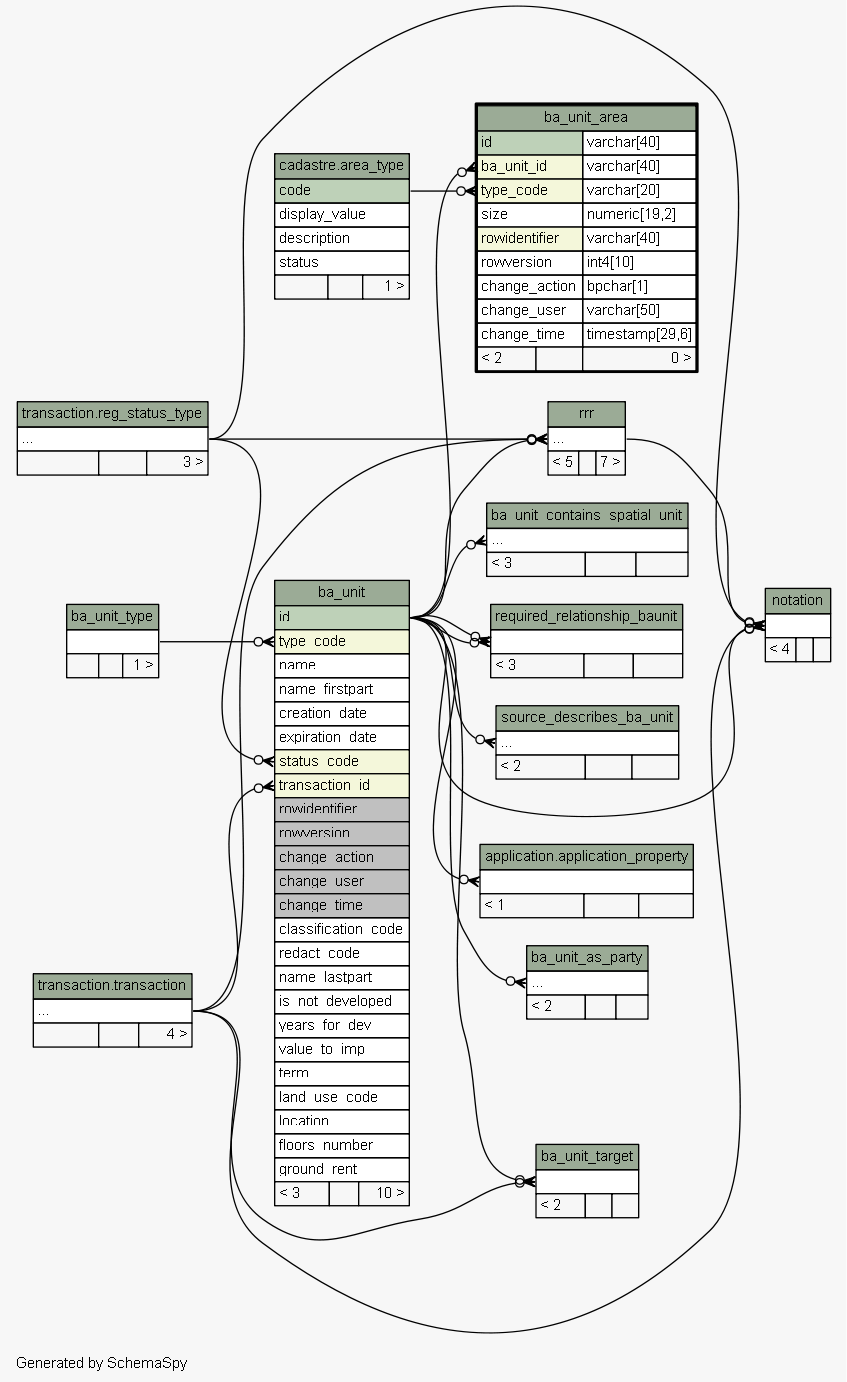 ba_unit_area
id varchar[40]
ba_unit_id varchar[40]
type_code varchar[20]
size numeric[19,2]
rowidentifier varchar[40]
rowversion int4[10]
change_action bpchar[1]
change_user varchar[50]
change_time timestamp[29,6]
< 2 0 >
cadastre.area_type
code
display_value
description
status
1 >
transaction.reg_status_type
...
3 >
rrr
...
< 5 7 >
ba_unit_contains_spatial_unit
...
< 3
ba_unit
id
type_code
name
name_firstpart
creation_date
expiration_date
status_code
transaction_id
rowidentifier
rowversion
change_action
change_user
change_time
classification_code
redact_code
name_lastpart
is_not_developed
years_for_dev
value_to_imp
term
land_use_code
location
floors_number
ground_rent
< 3 10 >
ba_unit_type
1 >
required_relationship_baunit
< 3
notation
< 4
source_describes_ba_unit
...
< 2
application.application_property
< 1
ba_unit_as_party
...
< 2
transaction.transaction
...
4 >
ba_unit_target
< 2
Generated by SchemaSpy